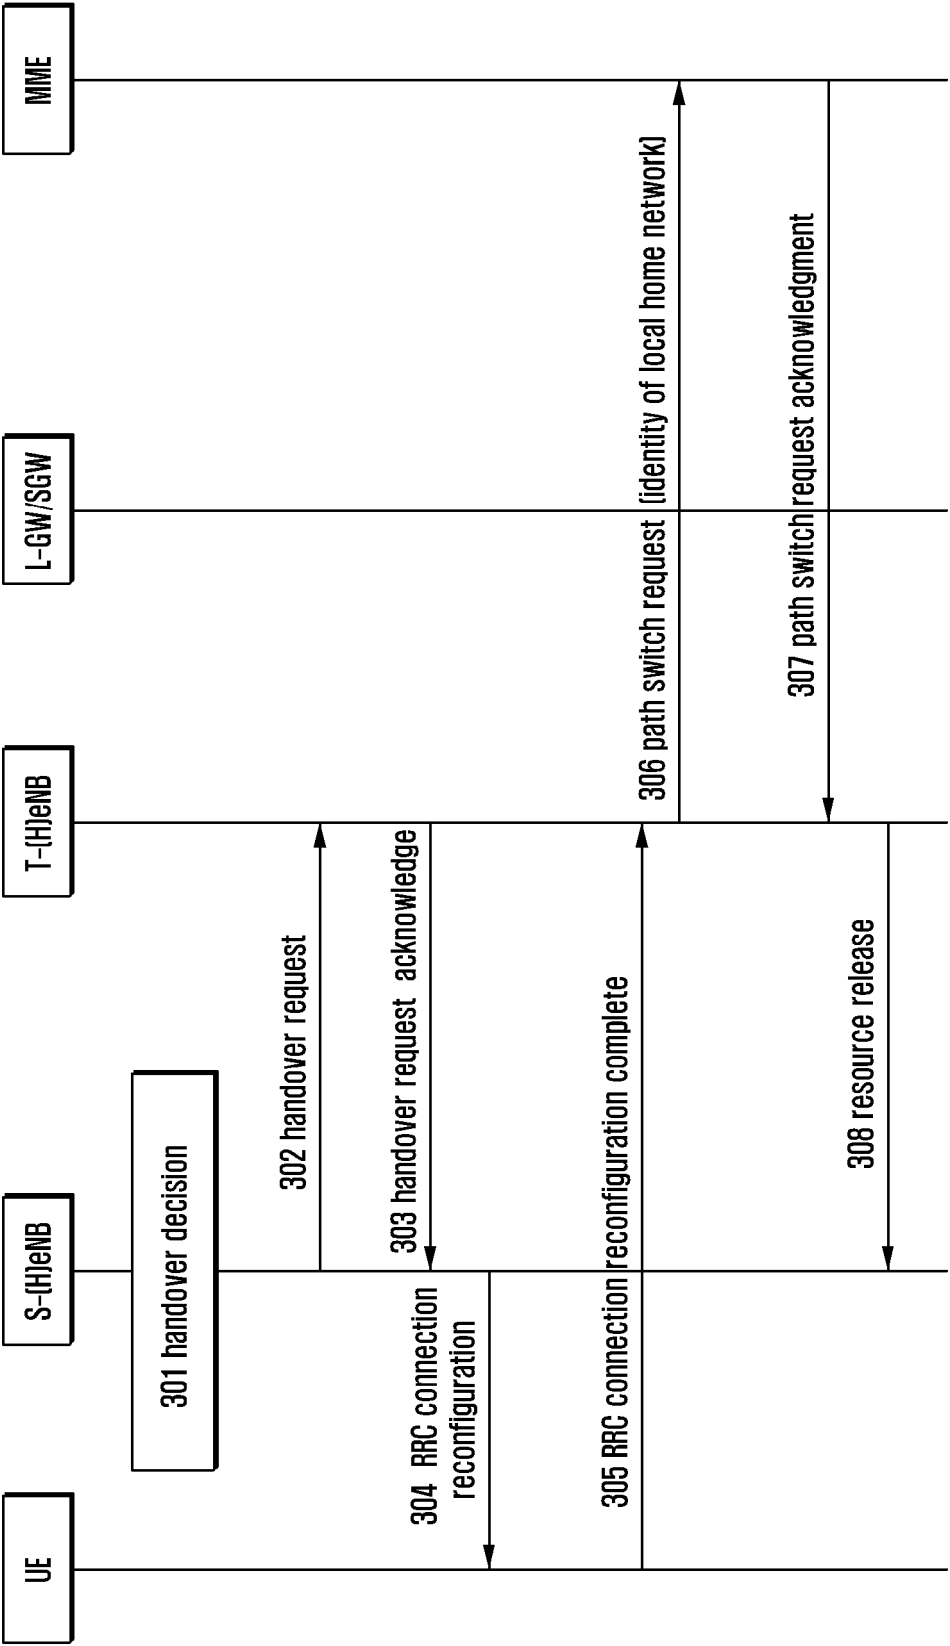 UE
S-(H)eNB
T-(H)eNB
L-GW/SGW
MME
301 handover decision
302 handover request
303 handover request acknowledge
304 RRC connection
reconfiguration
305 RRC connection reconfiguration complete
306 path switch request (identity of local home network)
307 path switch request acknowledgment
308 resource release